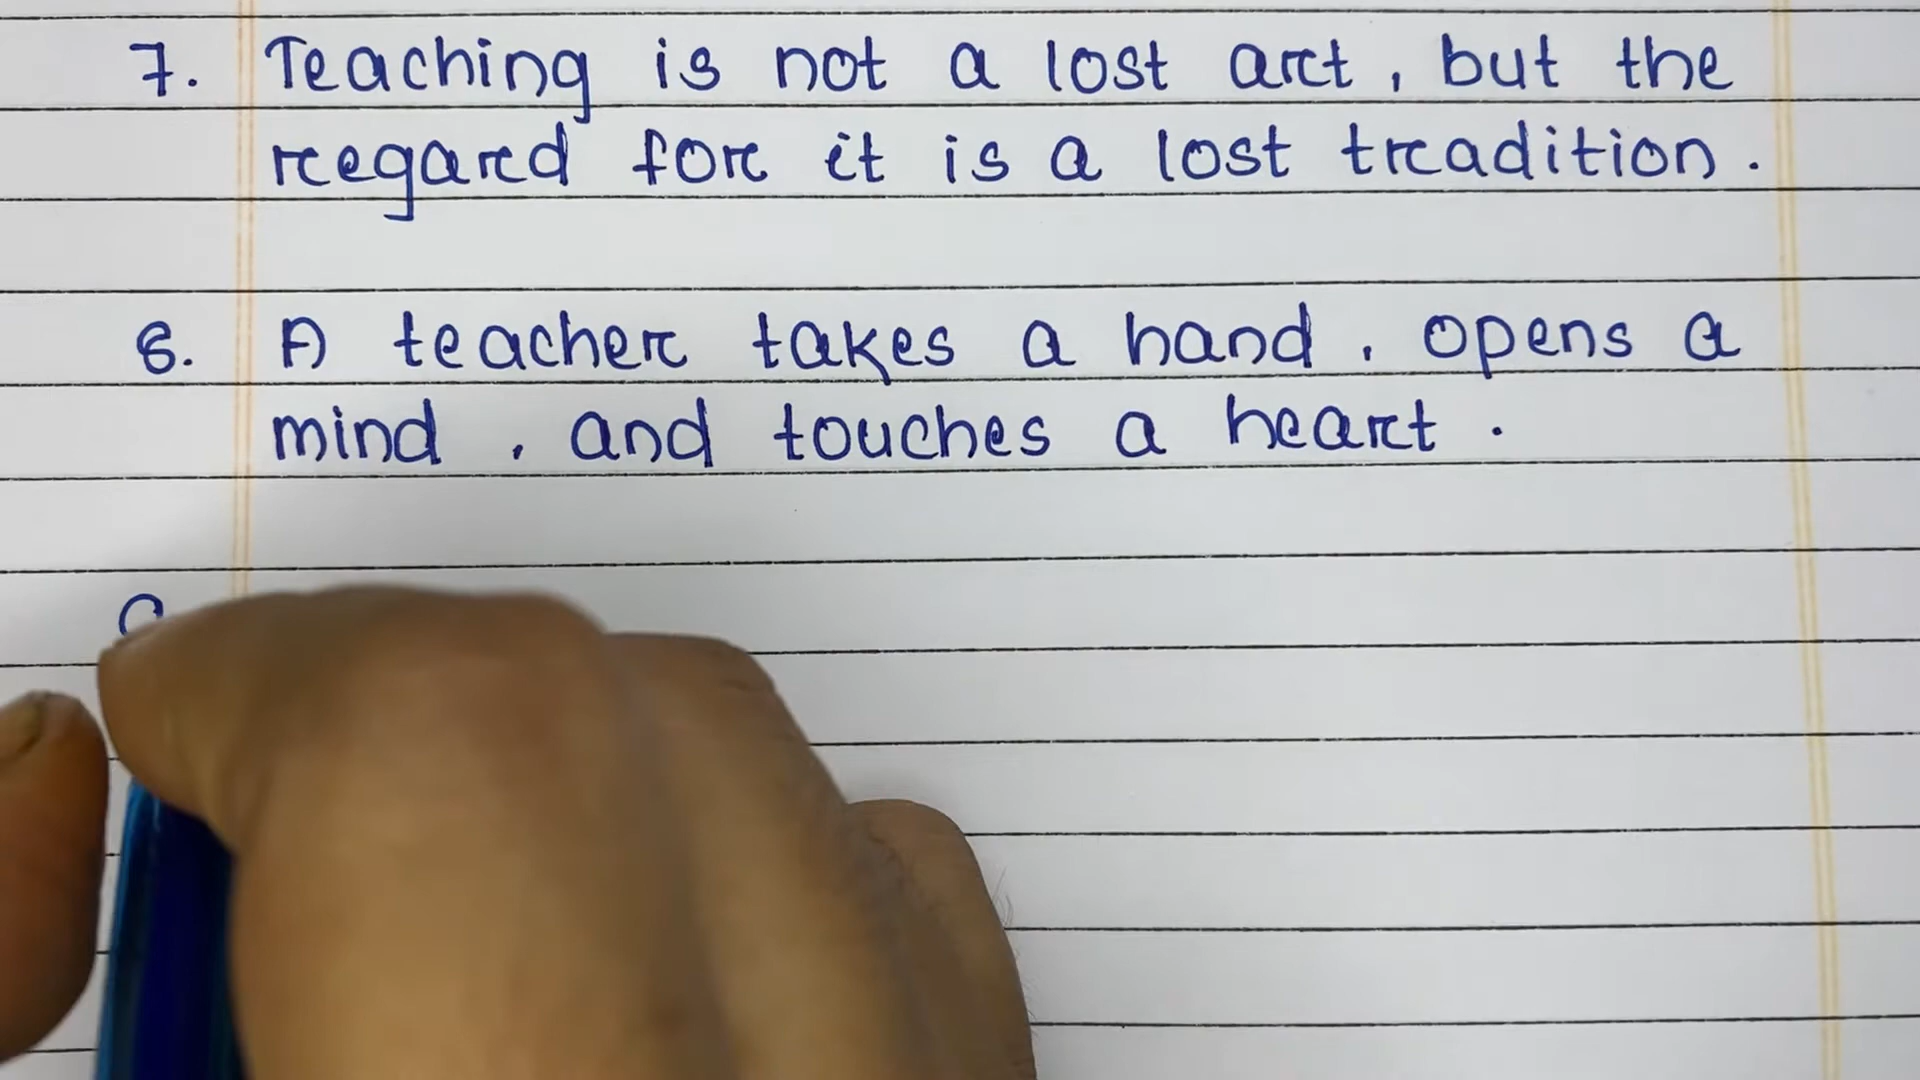 7. Teaching is not a lost art, but the
regard for it is a lost tradition.
8. A teacher takes a hand, opens a
mind, and touches a heart.